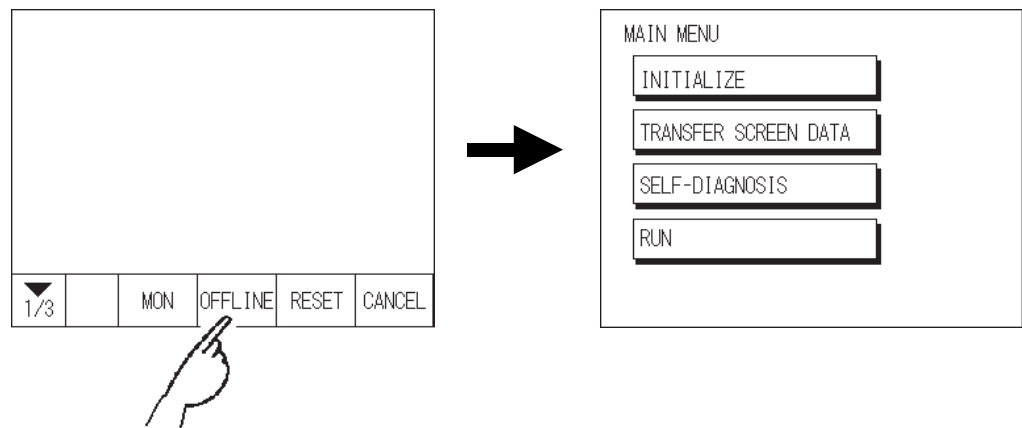 1/3 MON OFFLINE RESET CANCEL
MAIN MENU
INITIALIZE
TRANSFER SCREEN DATA
SELF-DIAGNOSIS
RUN